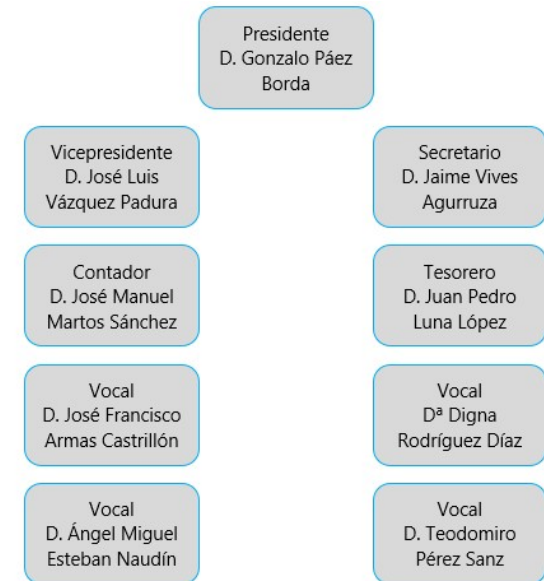 Presidente
D. Gonzalo Páez
Borda
Vicepresidente
D. José Luis
Vázquez Padura
Secretario
D. Jaime Vives
Agurruza
Contador
D. José Manuel
Martos Sánchez
Tesorero
D. Juan Pedro
Luna López
Vocal
D. José Francisco
Armas Castrillón
Vocal
Dª Digna
Rodríguez Díaz
Vocal
D. Ángel Miguel
Esteban Naudín
Vocal
D. Teodomiro
Pérez Sanz